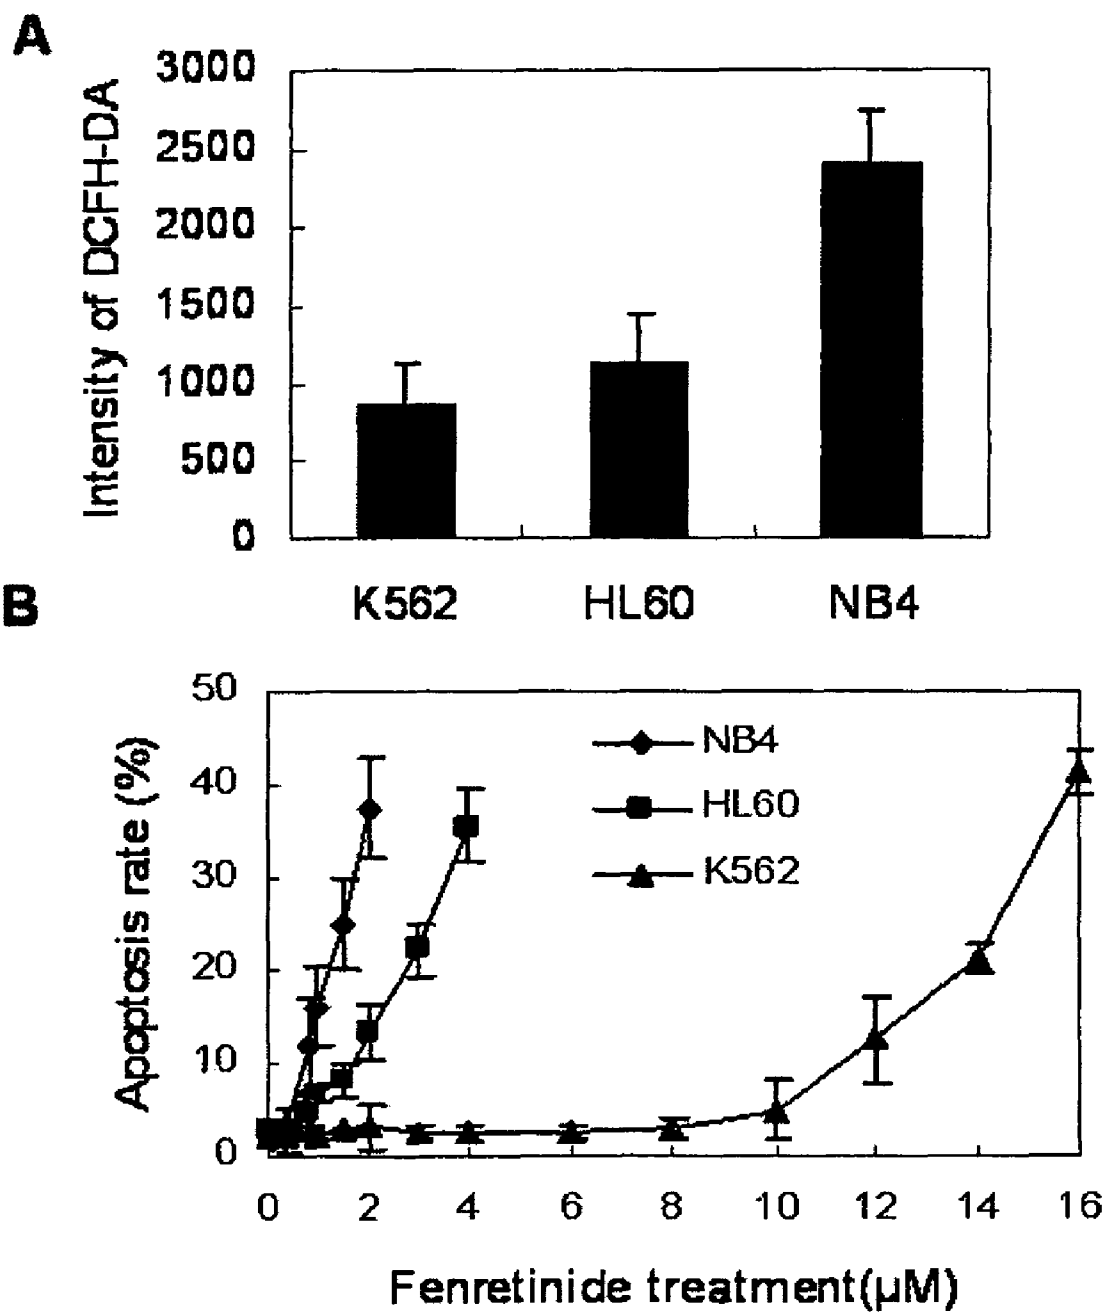 A
3000
2500
2000
1500
1000
500
0
Intensity of DCFH-DA
K562
HL60
NB4
B
50
40
30
20
10
0
Apoptosis rate (%)
NB4
HL60
K562
0 2 4 6 8 10 12 14 16
Fenretinide treatment(µM)